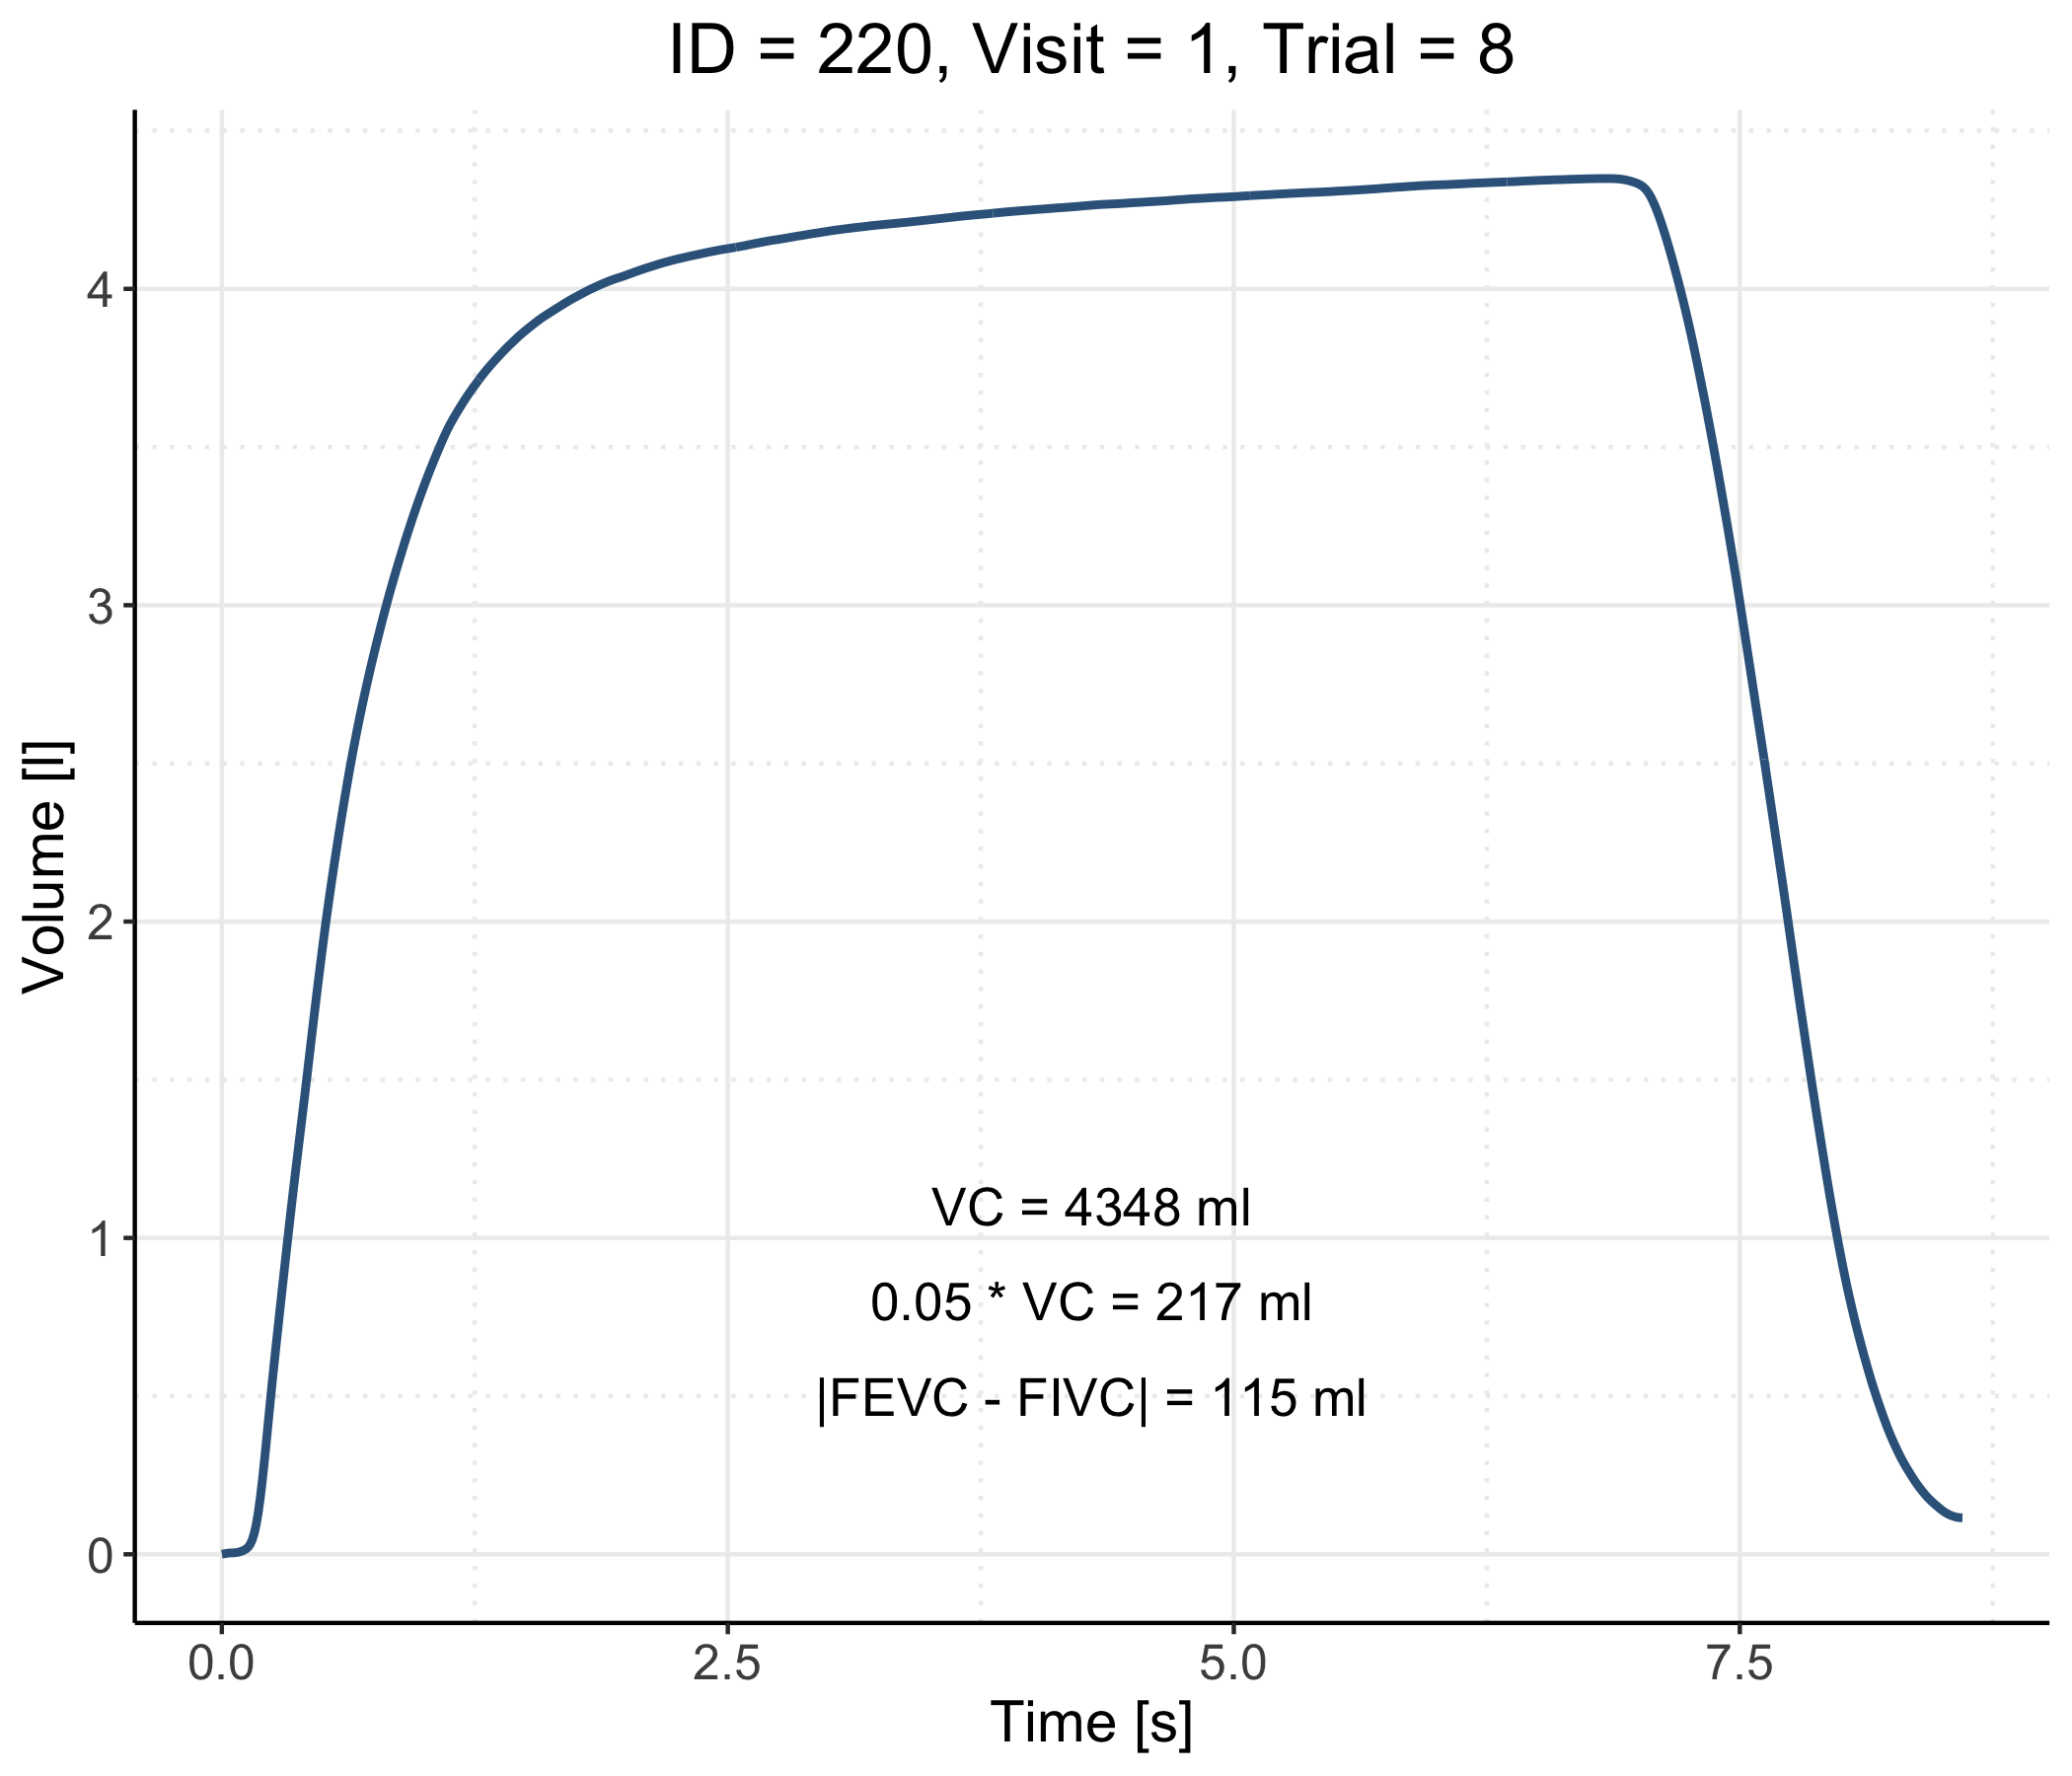 ID = 220, Visit = 1, Trial = 8
Volume [l]
4
3
2
1
0
VC = 4348 ml
0.05 * VC = 217 ml
|FEVC - FIVC| = 115 ml
0.0 2.5 5.0 7.5
Time [s]